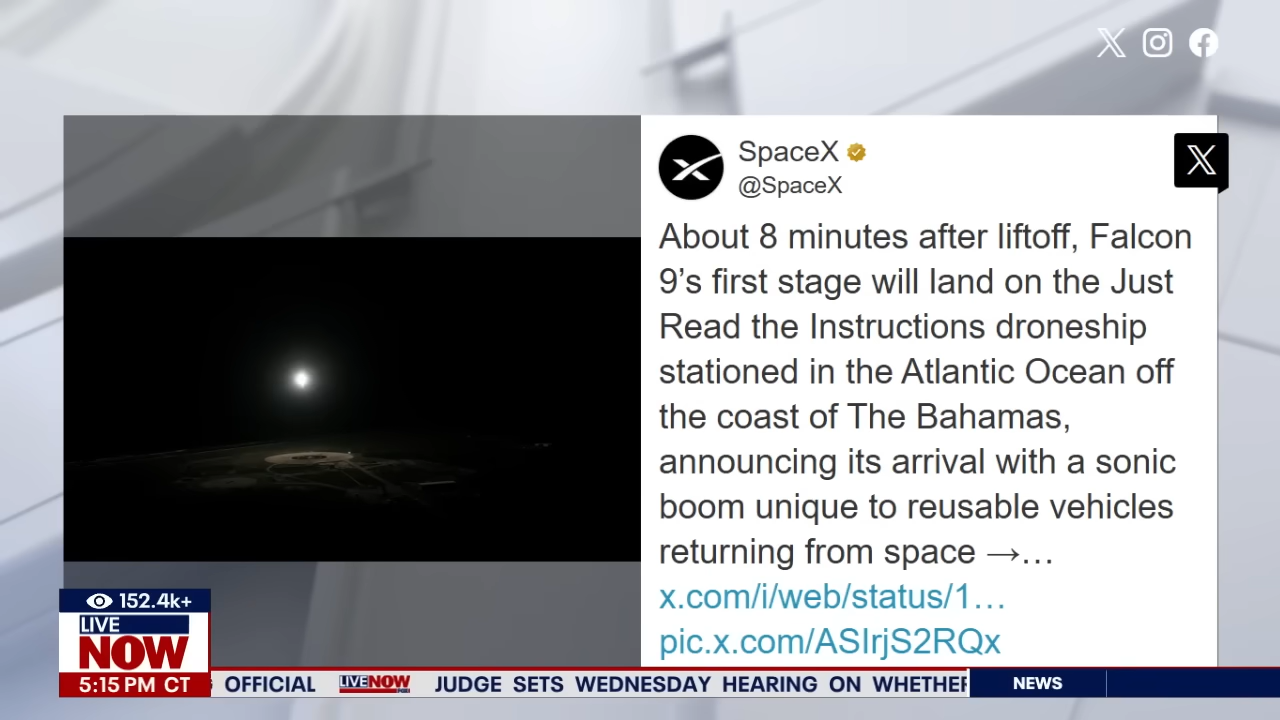 SpaceX
@SpaceX
About 8 minutes after liftoff, Falcon
9’s first stage will land on the Just
Read the Instructions droneship
stationed in the Atlantic Ocean off
the coast of The Bahamas,
announcing its arrival with a sonic
boom unique to reusable vehicles
returning from space →…
x.com/i/web/status/1…
pic.x.com/ASIrjS2RQx
152.4k+
LIVE
NOW
5:15 PM CT
OFFICIAL LIVENOW FOX JUDGE SETS WEDNESDAY HEARING ON WHETHER
NEWS